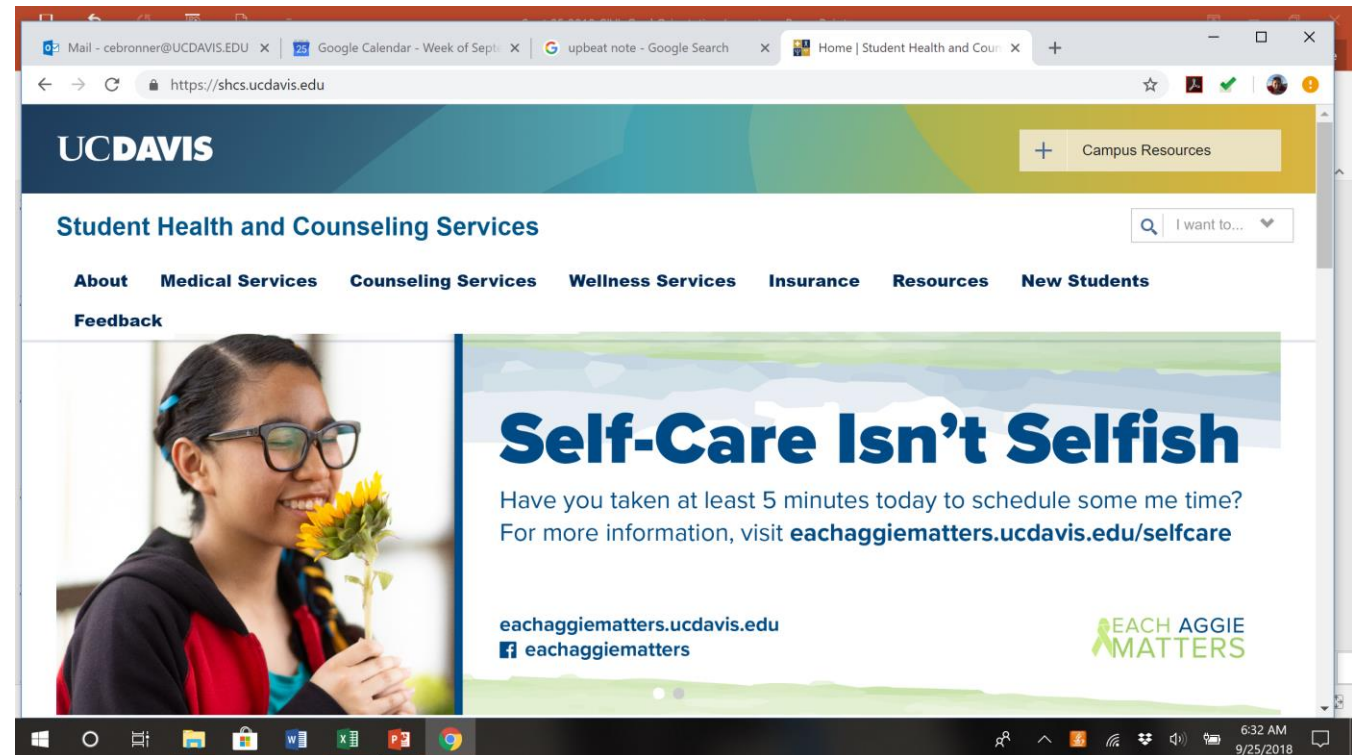 Mail - cebronner@UCDAVIS.EDU
Google Calendar - Week of Septe
upbeat note - Google Search
Home | Student Health and Coun
https://shcs.ucdavis.edu
UCDAVIS
Campus Resources
Student Health and Counseling Services
I want to...
About Medical Services Counseling Services Wellness Services Insurance Resources New Students
Feedback
Self-Care Isn't Selfish
Have you taken at least 5 minutes today to schedule some me time?
For more information, visit eachaggiematters.ucdavis.edu/selfcare
eachaggiematters.ucdavis.edu
eachaggiematters
EACH AGGIE
MATTERS
6:32 AM
9/25/2018